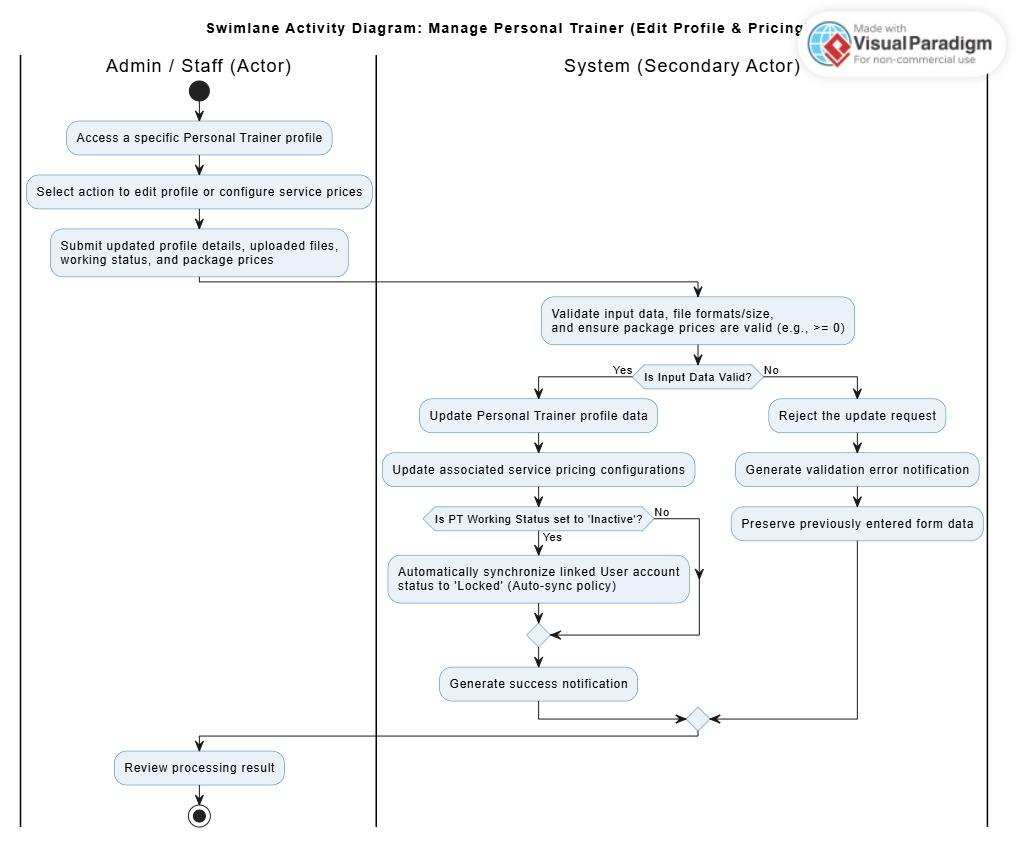 Swimlane Activity Diagram: Manage Personal Trainer (Edit Profile & Pricing
Made with
VisualParadigm
For non-commercial use
Admin / Staff (Actor)
System (Secondary Actor)
Access a specific Personal Trainer profile
Select action to edit profile or configure service prices
Submit updated profile details, uploaded files,
working status, and package prices
Validate input data, file formats/size,
and ensure package prices are valid (e.g., >= 0)
Yes
Is Input Data Valid?
No
Update Personal Trainer profile data
Reject the update request
Update associated service pricing configurations
Generate validation error notification
Is PT Working Status set to 'Inactive'?
No
Preserve previously entered form data
Yes
Automatically synchronize linked User account
status to 'Locked' (Auto-sync policy)
Generate success notification
Review processing result